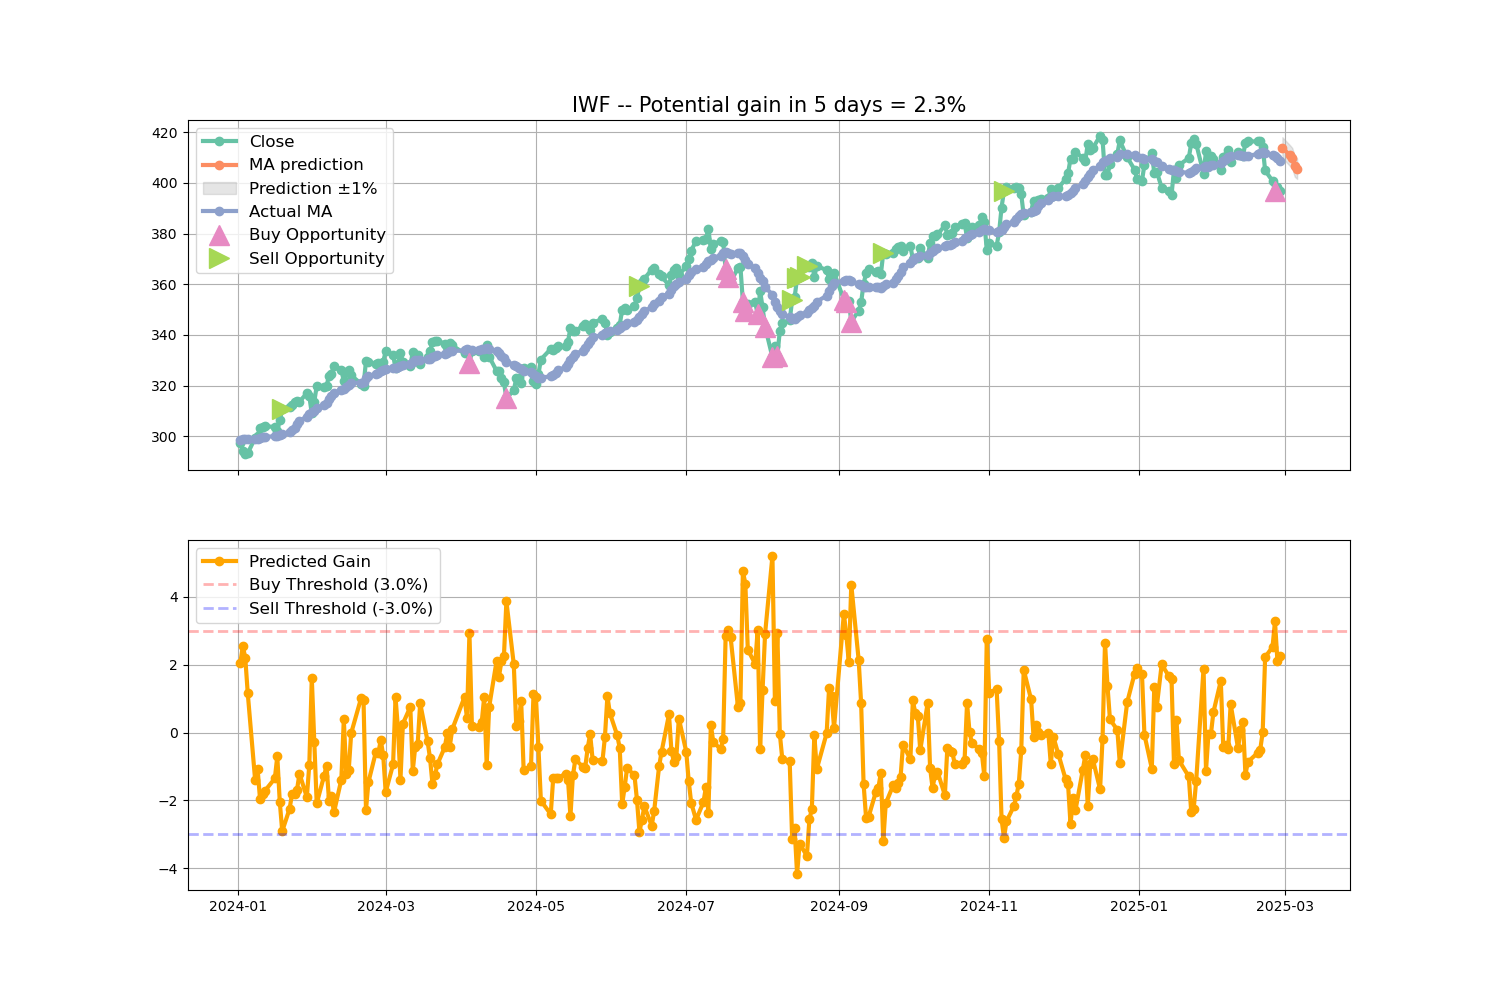 IWF -- Potential gain in 5 days = 2.3%
420
400
380
360
340
320
300
Close
MA prediction
Prediction ±1%
Actual MA
Buy Opportunity
Sell Opportunity
4
2
0
−2
−4
Predicted Gain
Buy Threshold (3.0%)
Sell Threshold (-3.0%)
2024-01
2024-03
2024-05
2024-07
2024-09
2024-11
2025-01
2025-03